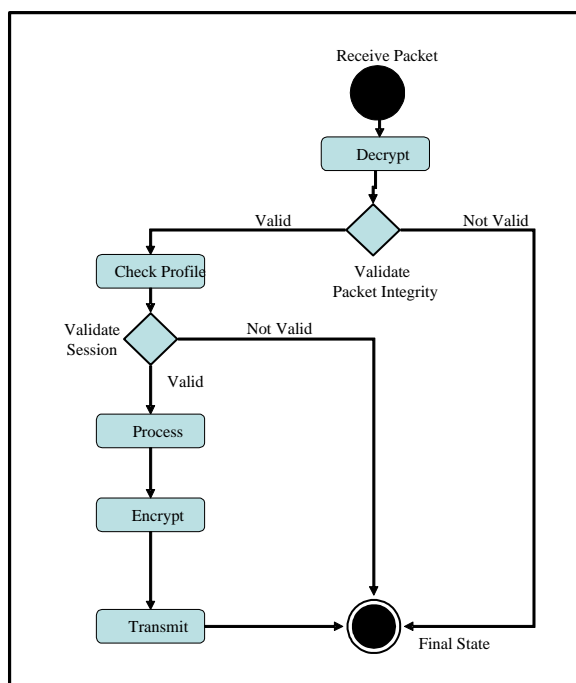 Receive Packet
Decrypt
Valid
Not Valid
Validate
Packet Integrity
Check Profile
Validate
Session
Not Valid
Valid
Process
Encrypt
Transmit
Final State